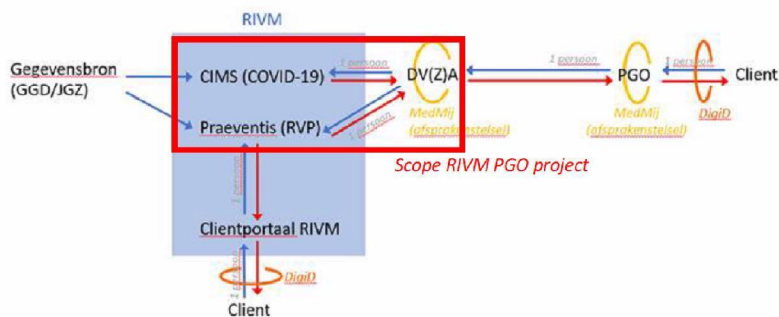 RIVM
Gegevensbron
(GGD/JGZ)
CIMS (COVID-19)
1 persoon
DV(Z)A
1 persoon
PGO
1 persoon
Client
MedMij
(afsprakenstelsel)
MedMij
(afsprakenstelsel)
DigiD
Praeventis (RVP)
1 persoon
Scope RIVM PGO project
1 persoon
Clientportaal RIVM
1 persoon
DigiD
Client